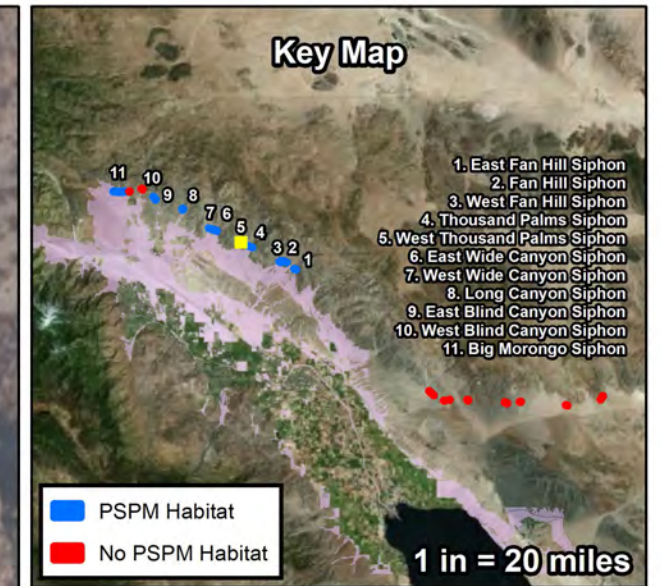 Key Map
1. East Fan Hill Siphon
2. Fan Hill Siphon
3. West Fan Hill Siphon
4. Thousand Palms Siphon
5. West Thousand Palms Siphon
6. East Wide Canyon Siphon
7. West Wide Canyon Siphon
8. Long Canyon Siphon
9. East Blind Canyon Siphon
10. West Blind Canyon Siphon
11. Big Morongo Siphon
11
10
9
8
7
6
5
4
3
2
1
PSPM Habitat
No PSPM Habitat
1 in = 20 miles